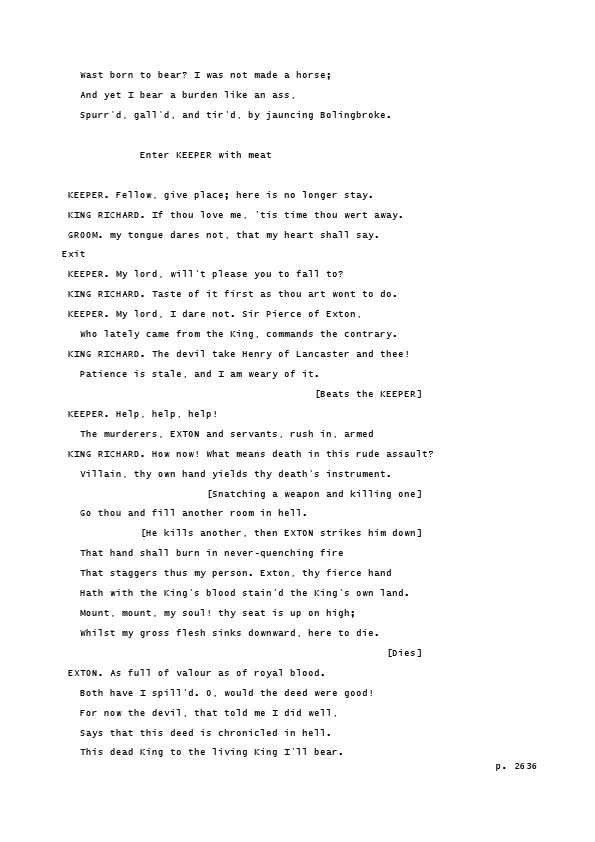 Wast born to bear? I was not made a horse;
And yet I bear a burden like an ass,
Spurr'd, gall'd, and tir'd, by jauncing Bolingbroke.
Enter KEEPER with meat
KEEPER. Fellow, give place; here is no longer stay.
KING RICHARD. If thou love me, 'tis time thou wert away.
GROOM. my tongue dares not, that my heart shall say.
Exit
KEEPER. My lord, will't please you to fall to?
KING RICHARD. Taste of it first as thou art wont to do.
KEEPER. My lord, I dare not. Sir Pierce of Exton,
Who lately came from the King, commands the contrary.
KING RICHARD. The devil take Henry of Lancaster and thee!
Patience is stale, and I am weary of it.
[Beats the KEEPER]
KEEPER. Help, help, help!
The murderers, EXTON and servants, rush in, armed
KING RICHARD. How now! What means death in this rude assault?
Villain, thy own hand yields thy death's instrument.
[Snatching a weapon and killing one]
Go thou and fill another room in hell.
[He kills another, then EXTON strikes him down]
That hand shall burn in never-quenching fire
That staggers thus my person. Exton, thy fierce hand
Hath with the King's blood stain'd the King's own land.
Mount, mount, my soul! thy seat is up on high;
Whilst my gross flesh sinks downward, here to die.
[Dies]
EXTON. As full of valour as of royal blood.
Both have I spill'd. O, would the deed were good!
For now the devil, that told me I did well,
Says that this deed is chronicled in hell.
This dead King to the living King I'll bear.
p. 2636